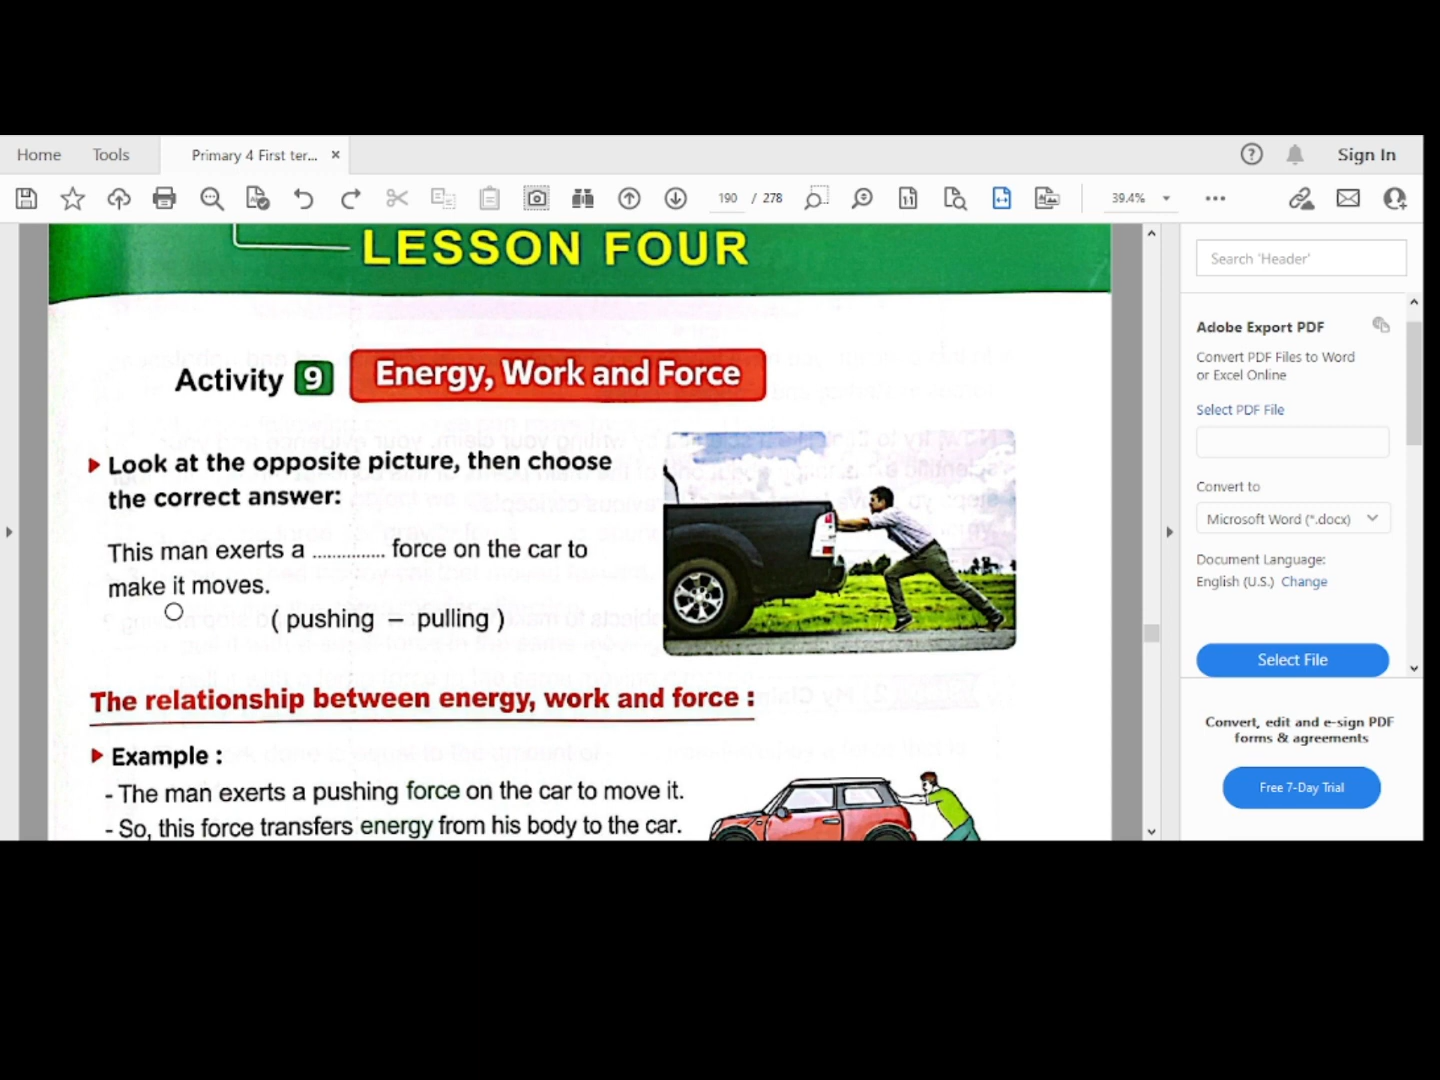 Home Tools Primary 4 First ter... × Sign In
190 / 278 39.4%
LESSON FOUR
Activity 9 Energy, Work and Force
Look at the opposite picture, then choose
the correct answer:
This man exerts a .............. force on the car to
make it moves.
( pushing – pulling )
The relationship between energy, work and force :
Example :
- The man exerts a pushing force on the car to move it.
- So, this force transfers energy from his body to the car.
Search 'Header'
Adobe Export PDF
Convert PDF Files to Word
or Excel Online
Select PDF File
Convert to
Microsoft Word (*.docx)
Document Language:
English (U.S.) Change
Select File
Convert, edit and e-sign PDF
forms & agreements
Free 7-Day Trial